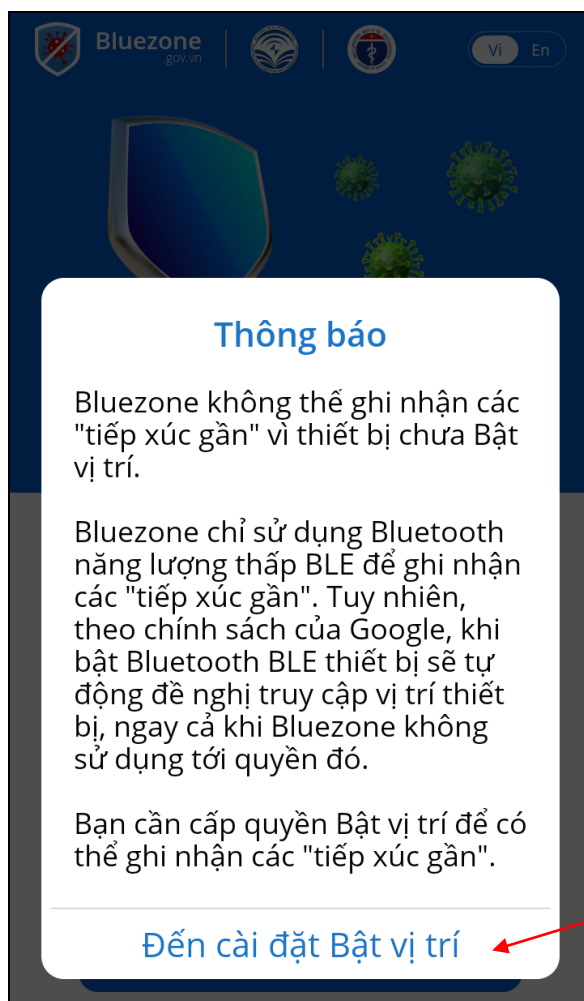 Bluezone
.gov.vn
Vi
En
Thông báo
Bluezone không thể ghi nhận các
"tiếp xúc gần" vì thiết bị chưa Bật
vị trí.
Bluezone chỉ sử dụng Bluetooth
năng lượng thấp BLE để ghi nhận
các "tiếp xúc gần". Tuy nhiên,
theo chính sách của Google, khi
bật Bluetooth BLE thiết bị sẽ tự
động đề nghị truy cập vị trí thiết
bị, ngay cả khi Bluezone không
sử dụng tới quyền đó.
Bạn cần cấp quyền Bật vị trí để có
thể ghi nhận các "tiếp xúc gần".
Đến cài đặt Bật vị trí